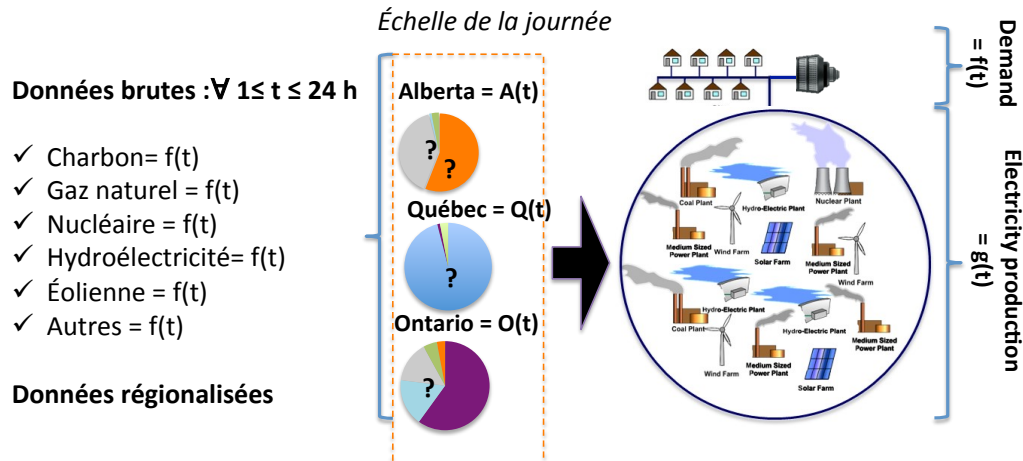 Échelle de la journée
Données brutes :∀ 1≤ t ≤ 24 h
✓ Charbon= f(t)
✓ Gaz naturel = f(t)
✓ Nucléaire = f(t)
✓ Hydroélectricité= f(t)
✓ Éolienne = f(t)
✓ Autres = f(t)
Données régionalisées
Alberta = A(t)
?
?
Québec = Q(t)
?
Ontario = O(t)
?
Coal Plant
Hydro-Electric Plant
Nuclear Plant
Medium Sized
Power Plant
Wind Farm
Solar Farm
Medium Sized
Power Plant
Wind Farm
Coal Plant
Hydro-Electric Plant
Wind Farm
Medium Sized
Power Plant
Hydro-Electric Plant
Solar Farm
Medium Sized
Power Plant
Demand
= f(t)
Electricity production
= g(t)